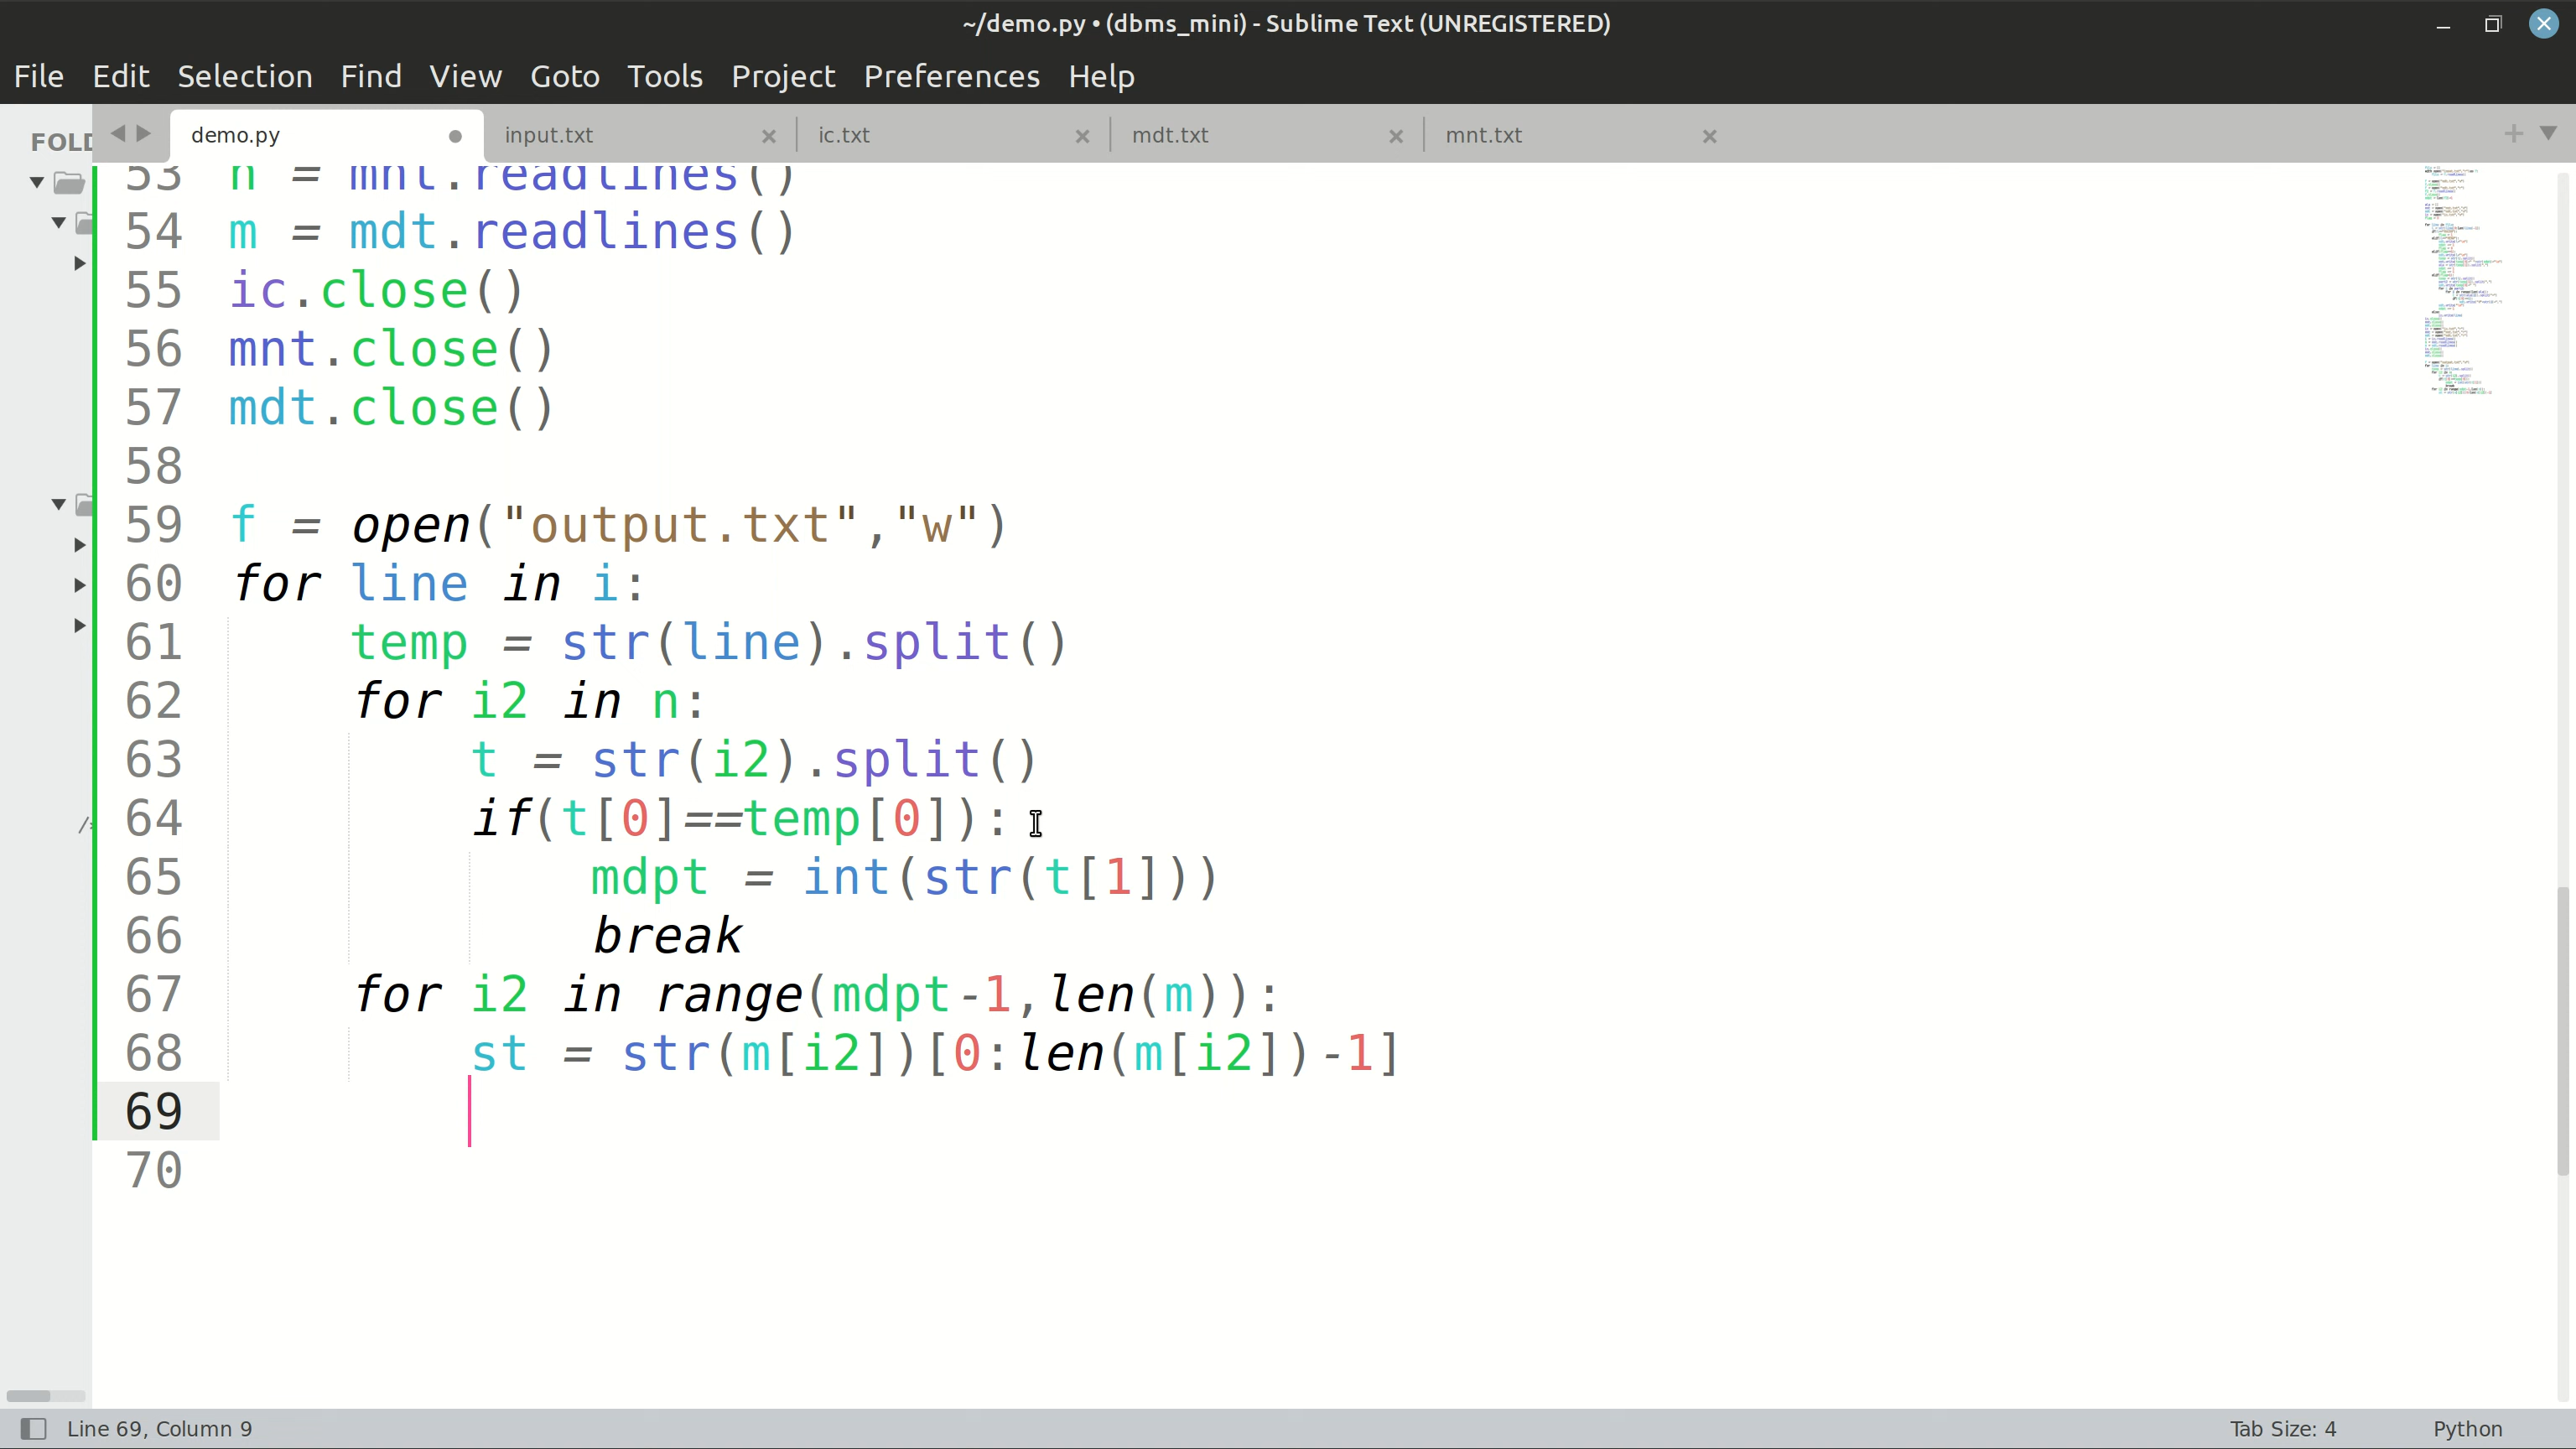 ~/demo.py • (dbms_mini) - Sublime Text (UNREGISTERED)
File Edit Selection Find View Goto Tools Project Preferences Help
FOLD
demo.py
input.txt
ic.txt
mdt.txt
mnt.txt
53 n = mnt.readlines()
54 m = mdt.readlines()
55 ic.close()
56 mnt.close()
57 mdt.close()
58
59 f = open("output.txt","w")
60 for line in i:
61 temp = str(line).split()
62 for i2 in n:
63 t = str(i2).split()
64 if(t[0]==temp[0]):
65 mdpt = int(str(t[1]))
66 break
67 for i2 in range(mdpt-1,len(m)):
68 st = str(m[i2])[0:len(m[i2])-1]
69
70
Line 69, Column 9
Tab Size: 4
Python